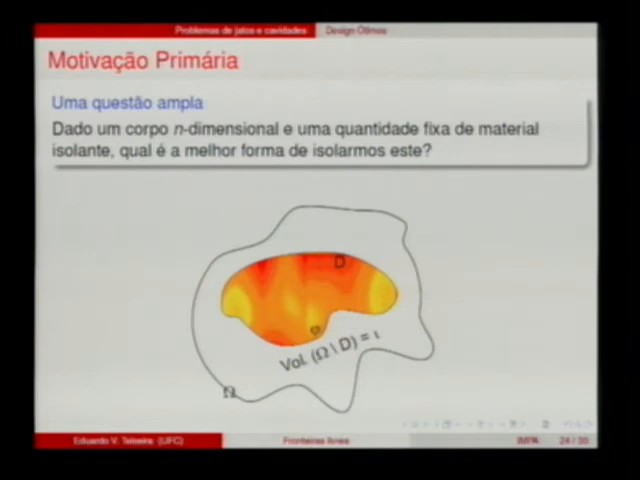 Problemas de jatos e cavidades Design Ótimos
Motivação Primária
Uma questão ampla
Dado um corpo n-dimensional e uma quantidade fixa de material
isolante, qual é a melhor forma de isolarmos este?
D
φ
Vol. (Ω \ D) = ι
Ω
Eduardo V. Teixeira (UFC) Fronteiras livres IMPA 24 / 30